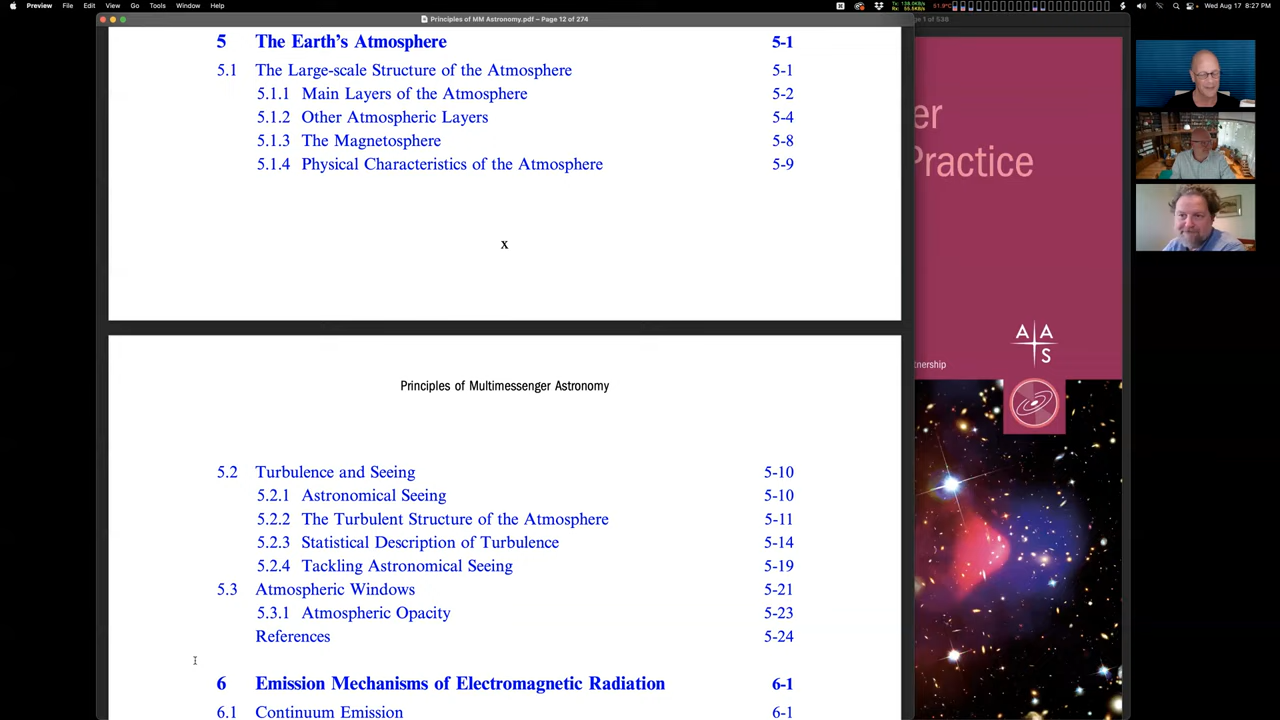 Preview File Edit View Go Tools Window Help
Wed Aug 17 8:27 PM
Principles of MM Astronomy.pdf – Page 12 of 274
5 The Earth's Atmosphere 5-1
5.1 The Large-scale Structure of the Atmosphere 5-1
5.1.1 Main Layers of the Atmosphere 5-2
5.1.2 Other Atmospheric Layers 5-4
5.1.3 The Magnetosphere 5-8
5.1.4 Physical Characteristics of the Atmosphere 5-9
x
Principles of Multimessenger Astronomy
5.2 Turbulence and Seeing 5-10
5.2.1 Astronomical Seeing 5-10
5.2.2 The Turbulent Structure of the Atmosphere 5-11
5.2.3 Statistical Description of Turbulence 5-14
5.2.4 Tackling Astronomical Seeing 5-19
5.3 Atmospheric Windows 5-21
5.3.1 Atmospheric Opacity 5-23
References 5-24
6 Emission Mechanisms of Electromagnetic Radiation 6-1
6.1 Continuum Emission 6-1
ge 1 of 538
er
Practice
AAS
nership